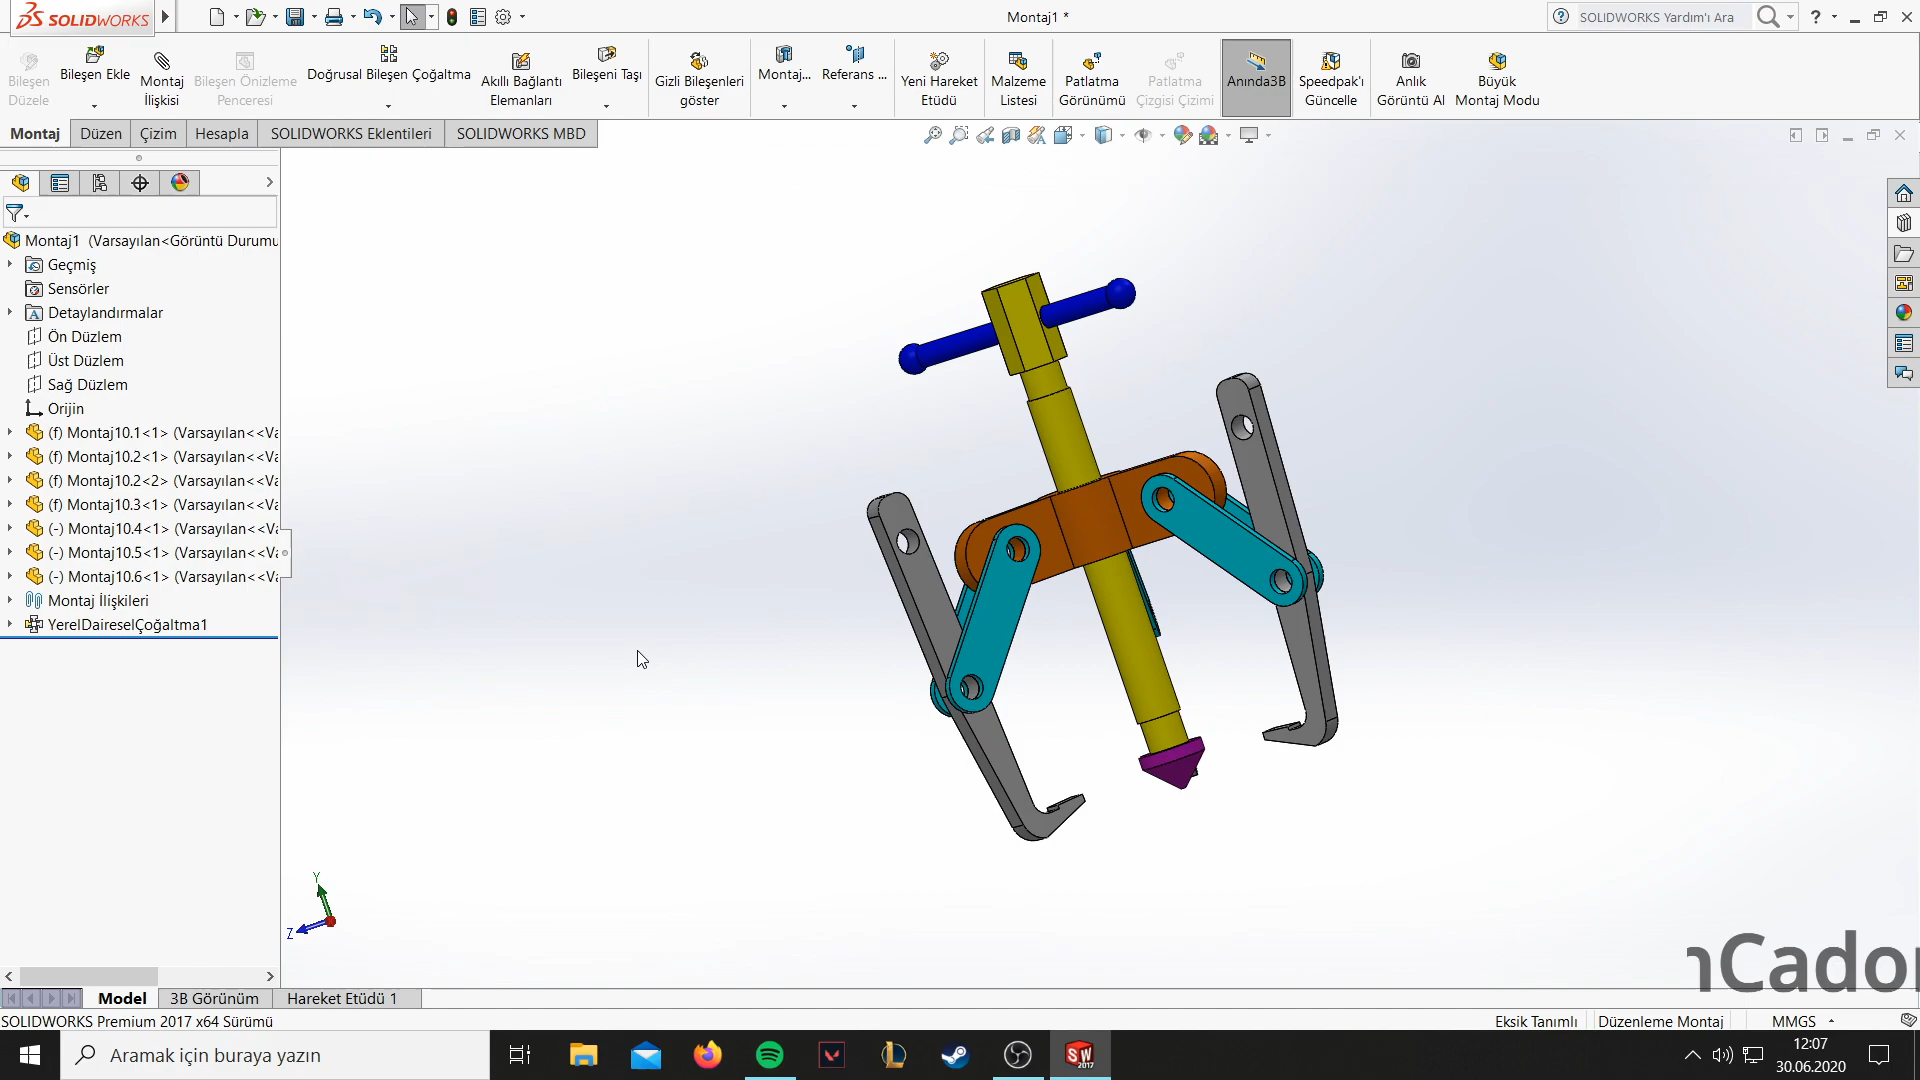 SOLIDWORKS
Montaj1 *
SOLIDWORKS Yardım'ı Ara
?
Bileşen Düzele
Bileşen Ekle
Montaj İlişkisi
Bileşen Önizleme Penceresi
Doğrusal Bileşen Çoğaltma
Akıllı Bağlantı Elemanları
Bileşeni Taşı
Gizli Bileşenleri göster
Montaj...
Referans ...
Yeni Hareket Etüdü
Malzeme Listesi
Patlatma Görünümü
Patlatma Çizgisi Çizimi
Anında3B
Speedpak'ı Güncelle
Anlık Görüntü Al
Büyük Montaj Modu
Montaj
Düzen
Çizim
Hesapla
SOLIDWORKS Eklentileri
SOLIDWORKS MBD
Montaj1 (Varsayılan<Görüntü Durumu
Geçmiş
Sensörler
Detaylandırmalar
Ön Düzlem
Üst Düzlem
Sağ Düzlem
Orijin
(f) Montaj10.1<1> (Varsayılan<<Va
(f) Montaj10.2<1> (Varsayılan<<Va
(f) Montaj10.2<2> (Varsayılan<<Va
(f) Montaj10.3<1> (Varsayılan<<Va
(-) Montaj10.4<1> (Varsayılan<<Va
(-) Montaj10.5<1> (Varsayılan<<Va
(-) Montaj10.6<1> (Varsayılan<<Va
Montaj İlişkileri
YerelDaireselÇoğaltma1
Y
Z
nCado
Model
3B Görünüm
Hareket Etüdü 1
SOLIDWORKS Premium 2017 x64 Sürümü
Eksik Tanımlı
Düzenleme Montaj
MMGS
Aramak için buraya yazın
SW
2017
12:07
30.06.2020